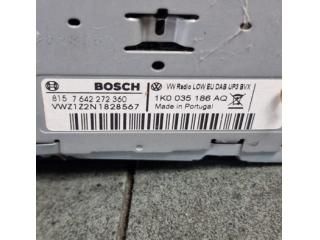 BOSCH
VW Radio LOW EU DAB UP3 BVX
815 7 642 272 360
1K0 035 186 AQ
VWZ1Z2N1828567
Made in Portugal